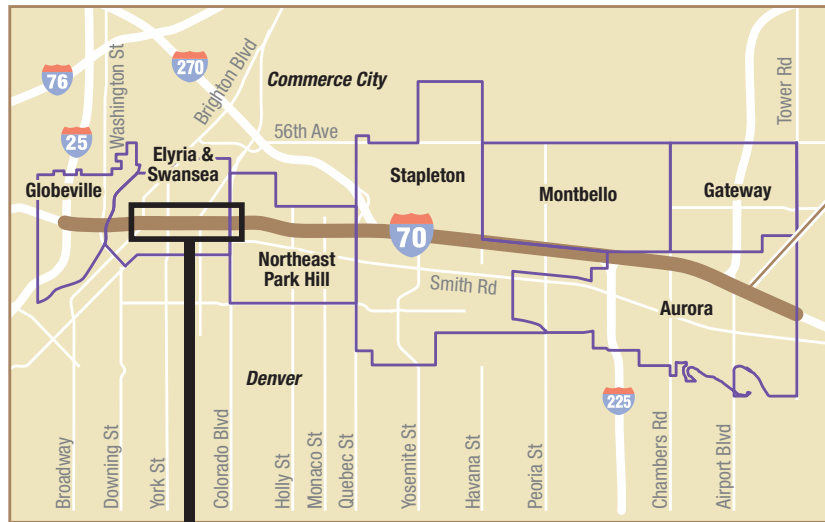 76
270
25
Washington St
Brighton Blvd
Commerce City
Tower Rd
56th Ave
Elyria &
Swansea
Globeville
Stapleton
Montbello
Gateway
70
Northeast
Park Hill
Smith Rd
Aurora
Denver
225
Broadway
Downing St
York St
Colorado Blvd
Holly St
Monaco St
Quebec St
Yosemite St
Havana St
Peoria St
Chambers Rd
Airport Blvd